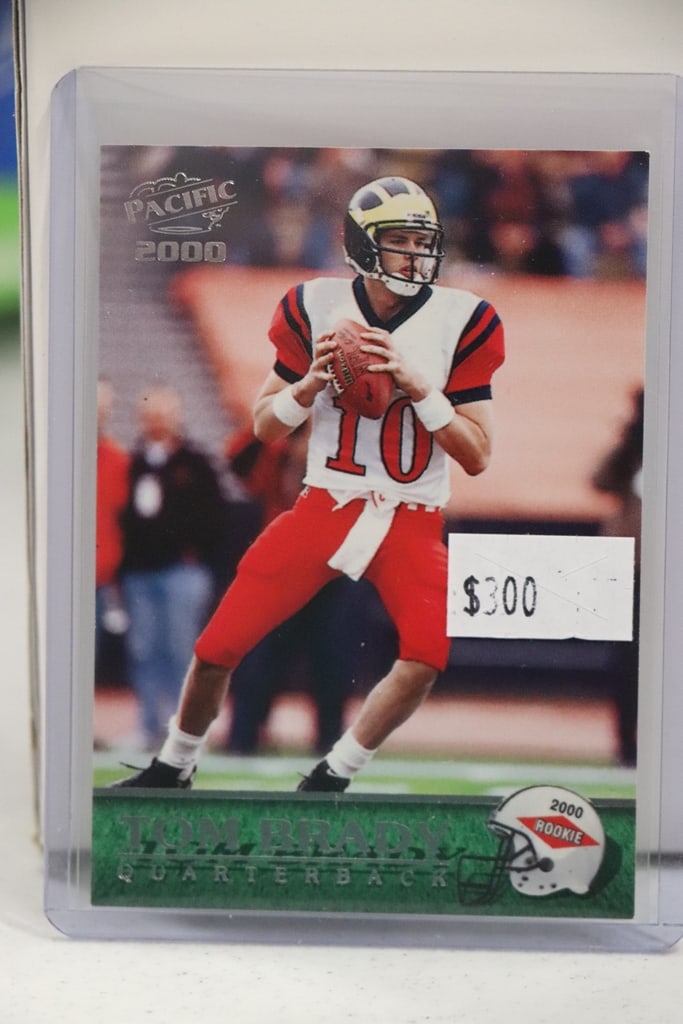 PACIFIC
2000
10
$300
2000
ROOKIE
TOM BRADY
QUARTERBACK